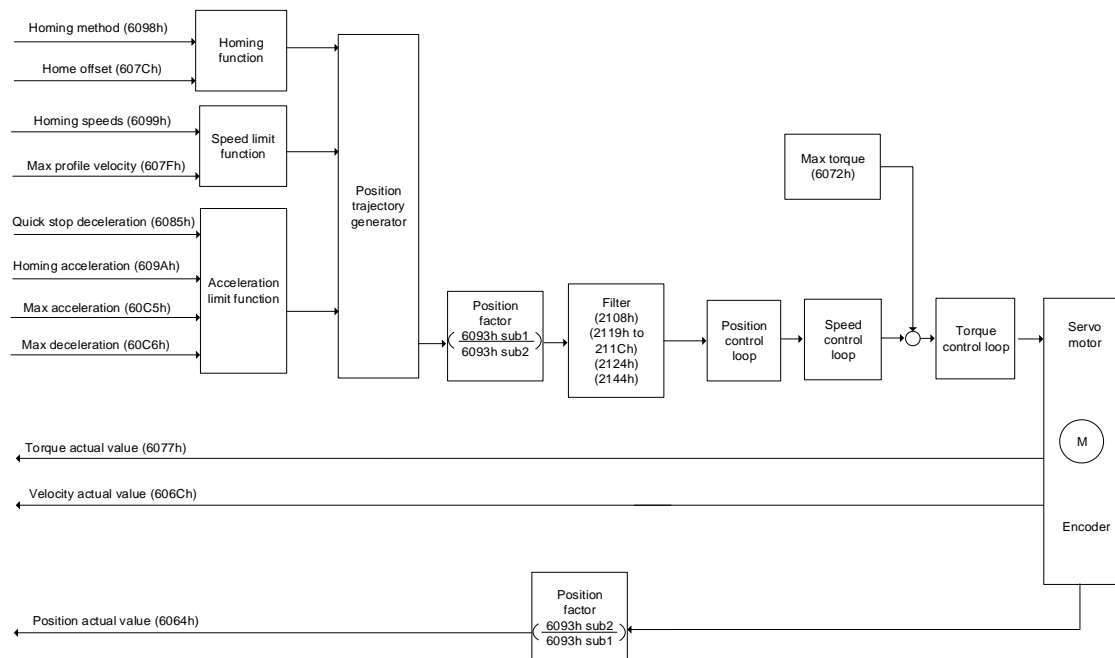 Homing method (6098h)
Home offset (607Ch)
Homing
function
Homing speeds (6099h)
Max profile velocity (607Fh)
Speed limit
function
Quick stop deceleration (6085h)
Homing acceleration (609Ah)
Max acceleration (60C5h)
Max deceleration (60C6h)
Acceleration
limit function
Position
trajectory
generator
Position
factor
( 6093h sub1 )
6093h sub2
Filter
(2108h)
(2119h to
211Ch)
(2124h)
(2144h)
Position
control
loop
Speed
control
loop
Max torque
(6072h)
Torque
control loop
Servo
motor
M
Encoder
Torque actual value (6077h)
Velocity actual value (606Ch)
Position actual value (6064h)
Position
factor
( 6093h sub2 )
6093h sub1